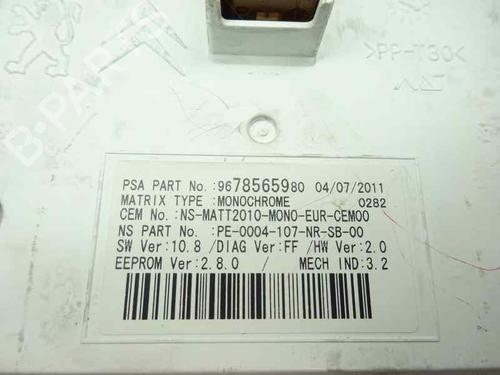 B-PARTS
>PP-T30<
PSA PART No.:9678565980 04/07/2011
MATRIX TYPE :MONOCHROME 0282
CEM No.:NS-MATT2010-MONO-EUR-CEM00
NS PART No. :PE-0004-107-NR-SB-00
SW Ver:10.8 /DIAG Ver:FF /HW Ver:2.0
EEPROM Ver:2.8.0 MECH IND:3.2